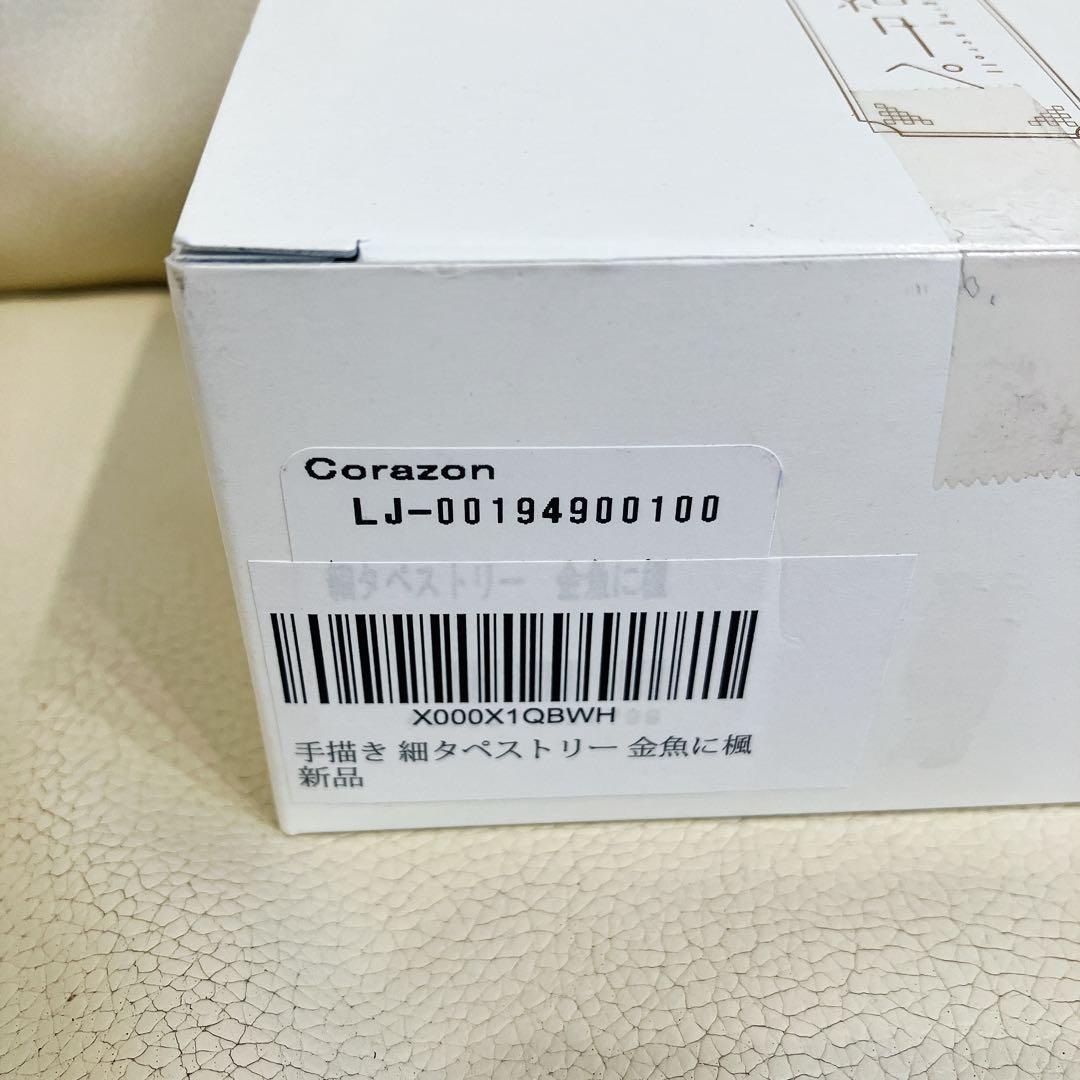 scroll
Corazon
LJ-00194900100
細タペストリー 金魚に楓
X000X1QBWH
手描き 細タペストリー 金魚に楓
新品